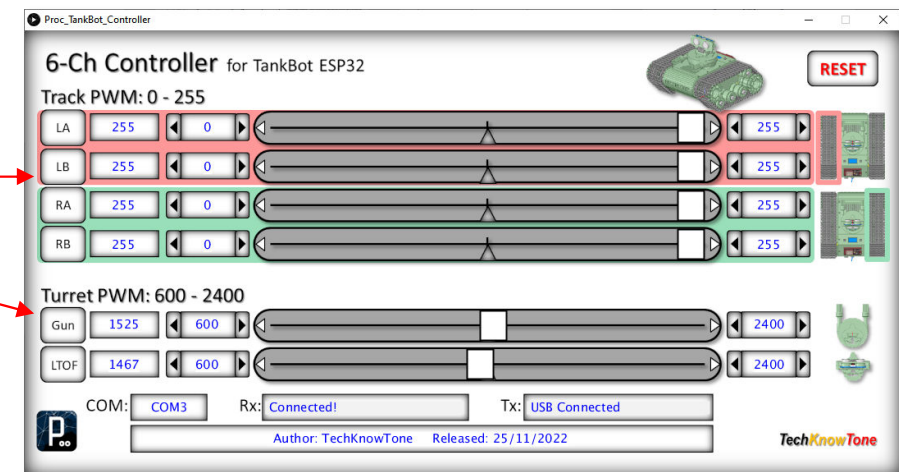 Proc_TankBot_Controller
6-Ch Controller for TankBot ESP32
RESET
Track PWM: 0 - 255
LA 255 0 255
LB 255 0 255
RA 255 0 255
RB 255 0 255
Turret PWM: 600 - 2400
Gun 1525 600 2400
LTOF 1467 600 2400
COM: COM3 Rx: Connected! Tx: USB Connected
Author: TechKnowTone Released: 25/11/2022
TechKnowTone